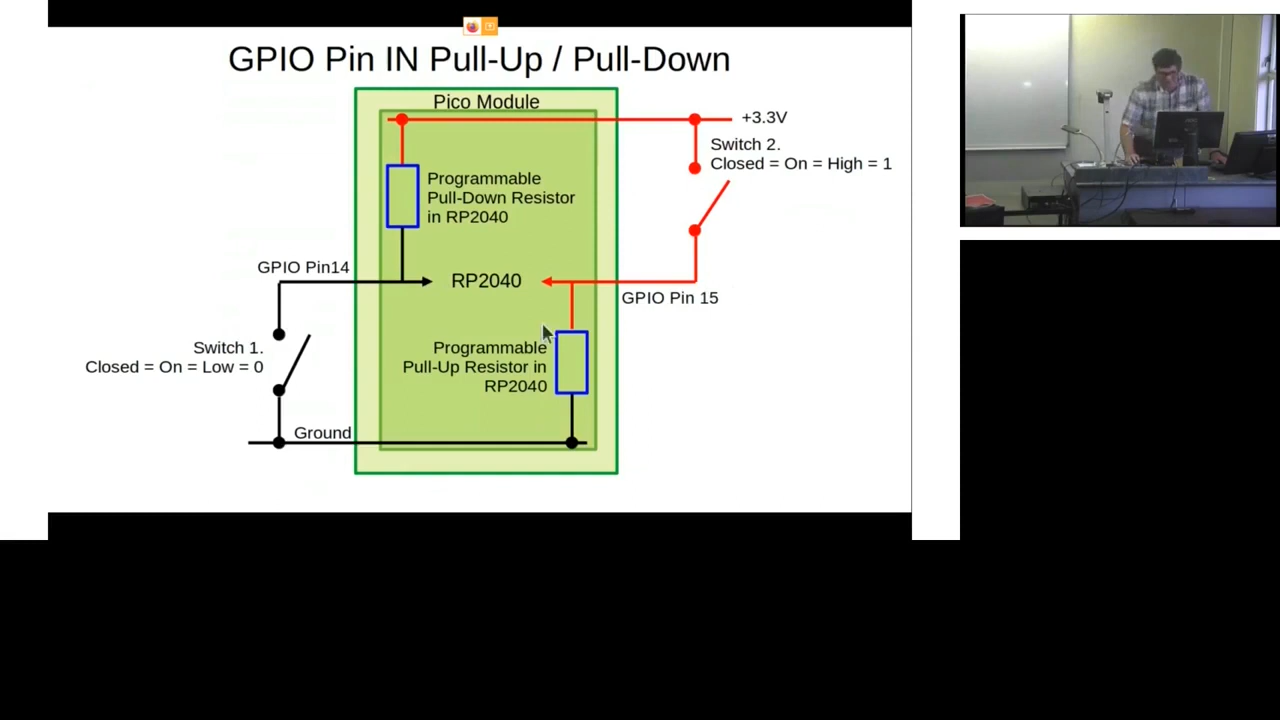 GPIO Pin IN Pull-Up / Pull-Down
Pico Module
+3.3V
Switch 2.
Closed = On = High = 1
Programmable
Pull-Down Resistor
in RP2040
GPIO Pin14
RP2040
GPIO Pin 15
Switch 1.
Closed = On = Low = 0
Programmable
Pull-Up Resistor in
RP2040
Ground